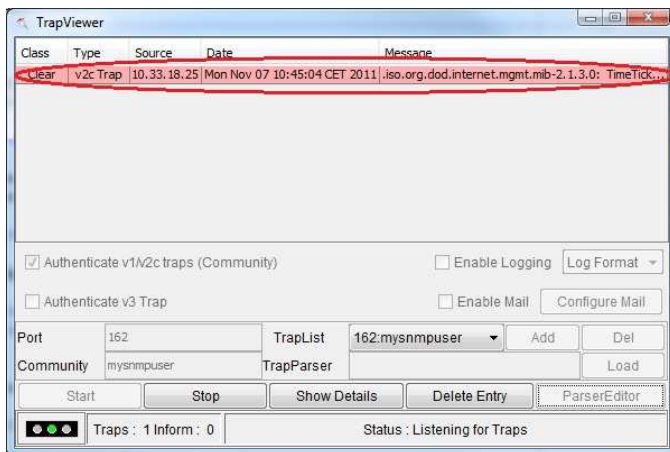 TrapViewer
Class Type Source Date Message
Clear v2c Trap 10.33.18.25 Mon Nov 07 10:45:04 CET 2011 .iso.org.dod.internet.mgmt.mib-2.1.3.0: TimeTick...
Authenticate v1/v2c traps (Community) Enable Logging Log Format
Authenticate v3 Trap Enable Mail Configure Mail
Port 162 TrapList 162:mysnmpuser Add Del
Community mysnmpuser TrapParser Load
Start Stop Show Details Delete Entry ParserEditor
Traps : 1 Inform : 0 Status : Listening for Traps